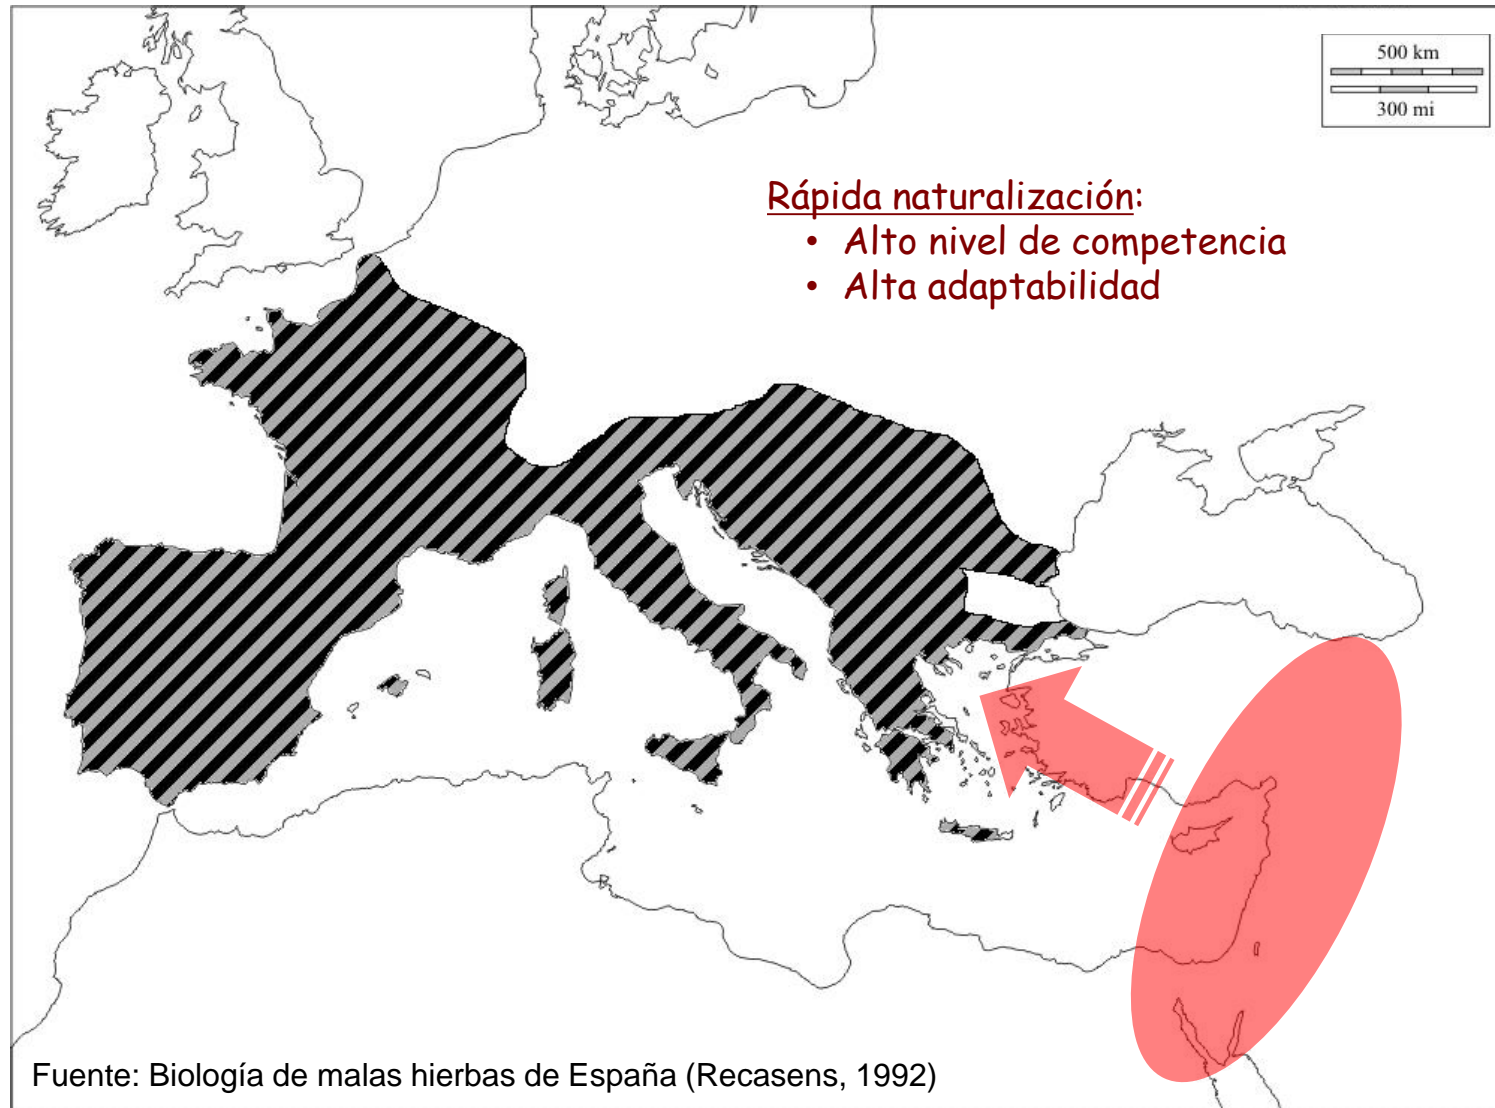 500 km
300 mi
Rápida naturalización:
• Alto nivel de competencia
• Alta adaptabilidad
Fuente: Biología de malas hierbas de España (Recasens, 1992)